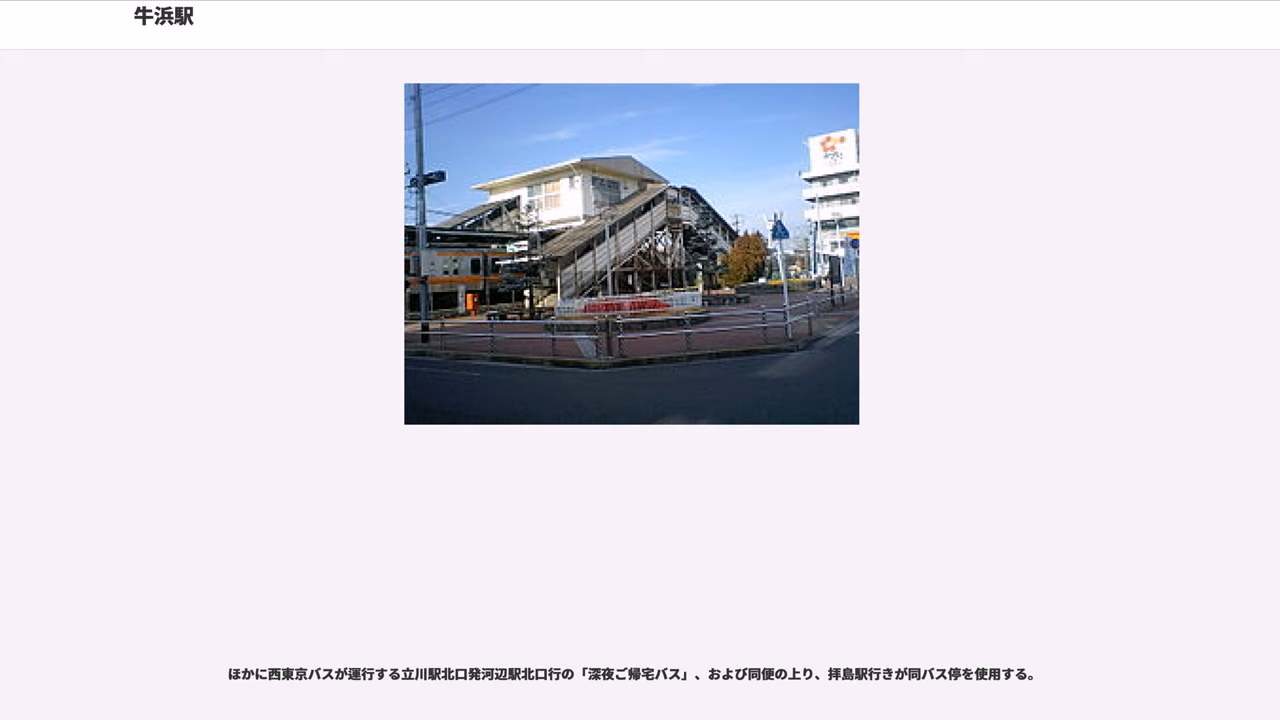 牛浜駅
ほかに西東京バスが運行する立川駅北口発河辺駅北口行の「深夜ご帰宅バス」、および同便の上り、拝島駅行きが同バス停を使用する。